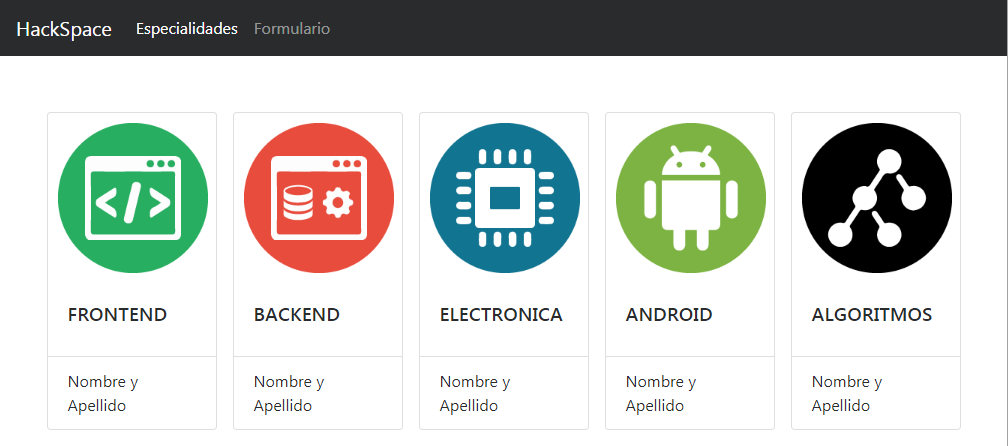 HackSpace Especialidades Formulario
</>
FRONTEND
BACKEND
ELECTRONICA
ANDROID
ALGORITMOS
Nombre y
Apellido
Nombre y
Apellido
Nombre y
Apellido
Nombre y
Apellido
Nombre y
Apellido